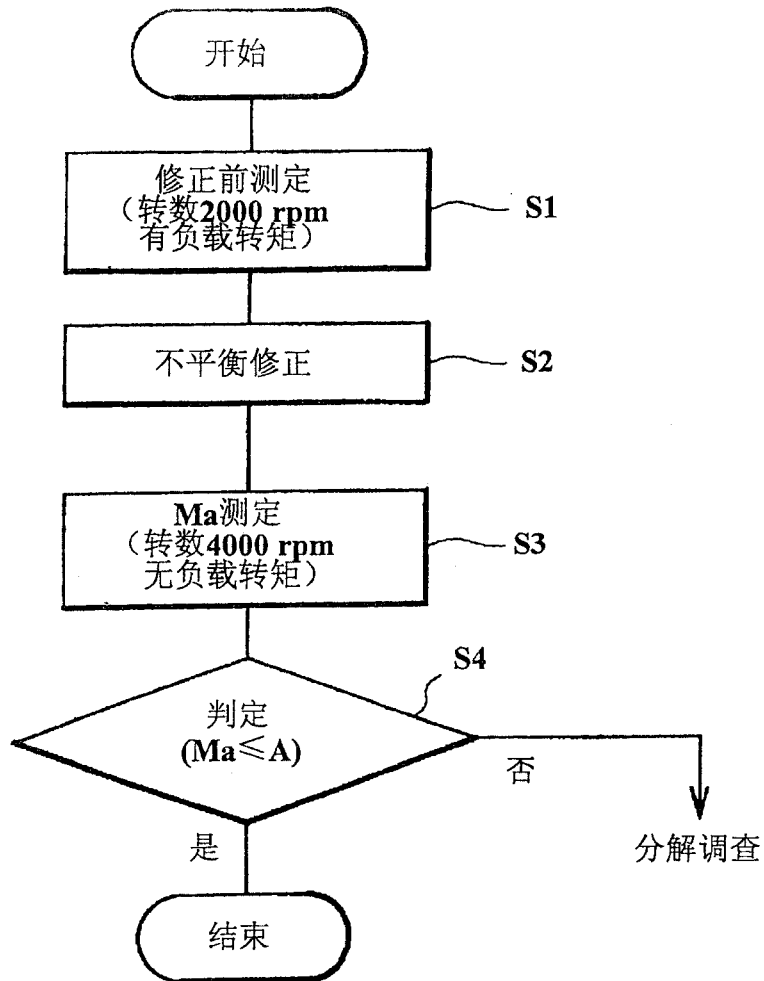 开始
修正前测定
（转数2000 rpm
有负载转矩）
S1
不平衡修正
S2
Ma测定
（转数4000 rpm
无负载转矩）
S3
S4
判定
(Ma≤A)
否
是
分解调查
结束